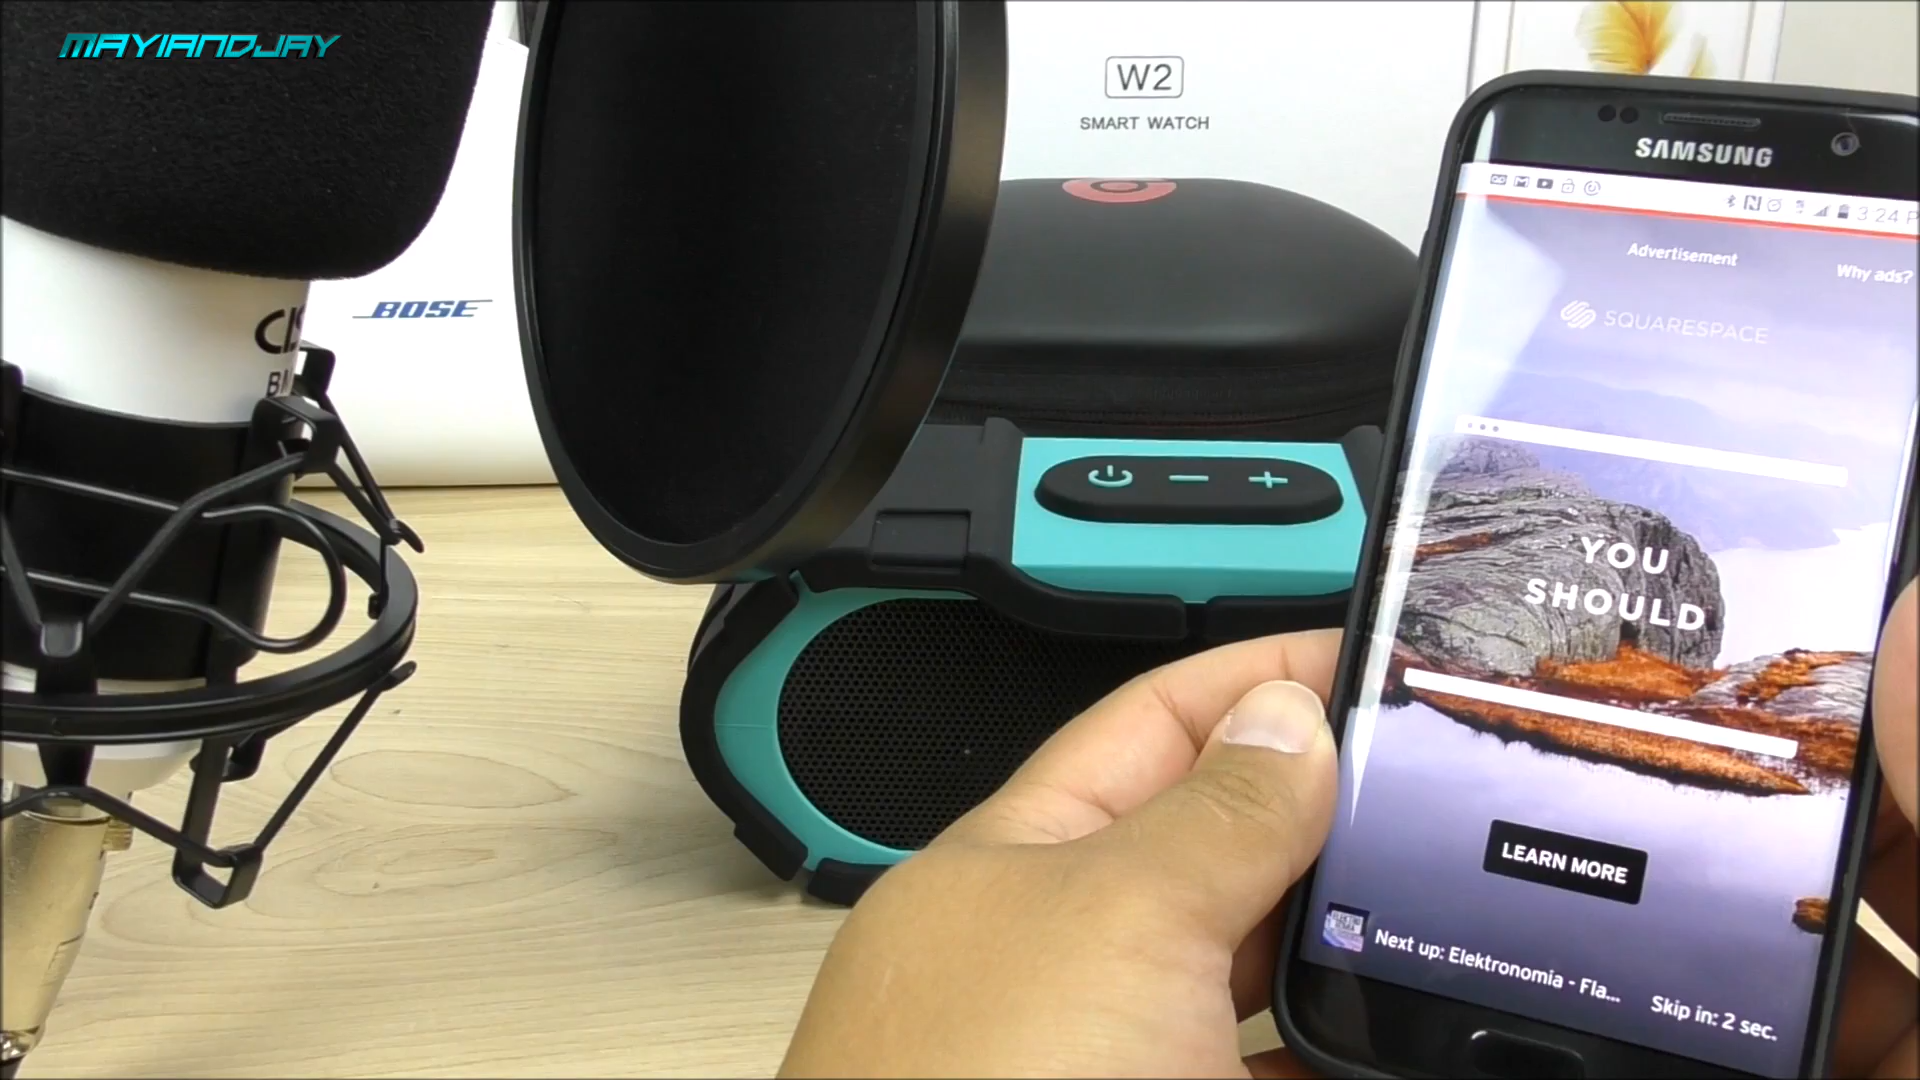 MAYIANDJAY
W2
SMART WATCH
BOSE
SAMSUNG
3:24 P
Advertisement
Why ads?
SQUARESPACE
YOU
SHOULD
LEARN MORE
Next up: Elektronomia - Fla...
Skip in: 2 sec.